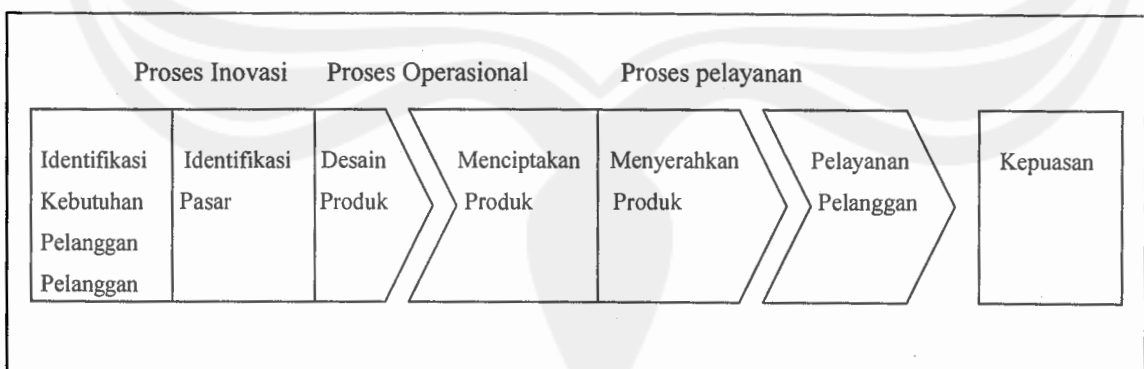 Proses Inovasi Proses Operasional Proses pelayanan
Identifikasi
Kebutuhan
Pelanggan
Pelanggan
Identifikasi
Pasar
Desain
Produk
Menciptakan
Produk
Menyerahkan
Produk
Pelayanan
Pelanggan
Kepuasan